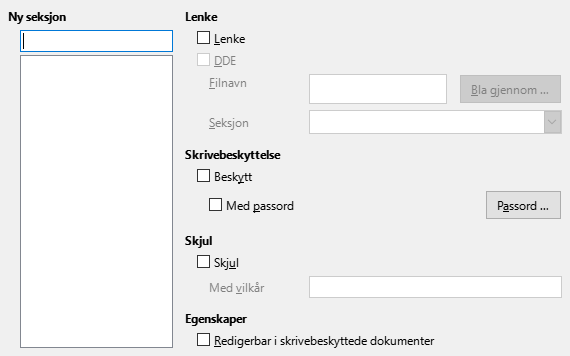 Ny seksjon
Lenke
Lenke
DDE
Filnavn
Bla gjennom ...
Seksjon
Skrivebeskyttelse
Beskytt
Med passord
Passord ...
Skjul
Skjul
Med vilkår
Egenskaper
Redigerbar i skrivebeskyttede dokumenter